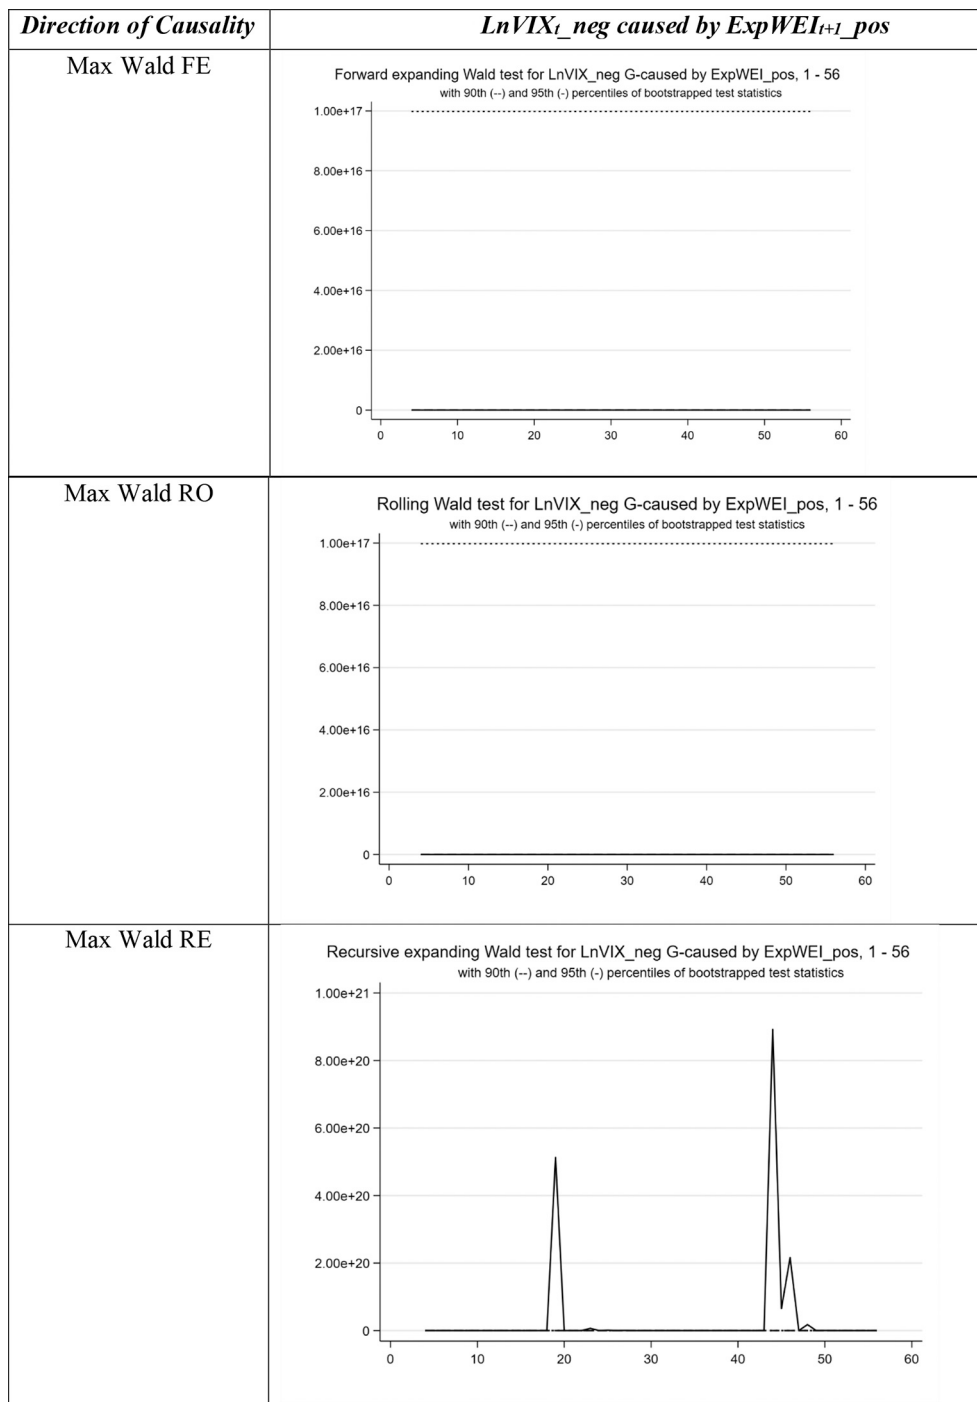 Direction of Causality
LnVIXt_neg caused by ExpWEIt+1_pos
Max Wald FE
Forward expanding Wald test for LnVIX_neg G-caused by ExpWEI_pos, 1 - 56
with 90th (--) and 95th (-) percentiles of bootstrapped test statistics
1.00e+17
8.00e+16
6.00e+16
4.00e+16
2.00e+16
0
0 10 20 30 40 50 60
Max Wald RO
Rolling Wald test for LnVIX_neg G-caused by ExpWEI_pos, 1 - 56
with 90th (--) and 95th (-) percentiles of bootstrapped test statistics
1.00e+17
8.00e+16
6.00e+16
4.00e+16
2.00e+16
0
0 10 20 30 40 50 60
Max Wald RE
Recursive expanding Wald test for LnVIX_neg G-caused by ExpWEI_pos, 1 - 56
with 90th (--) and 95th (-) percentiles of bootstrapped test statistics
1.00e+21
8.00e+20
6.00e+20
4.00e+20
2.00e+20
0
0 10 20 30 40 50 60